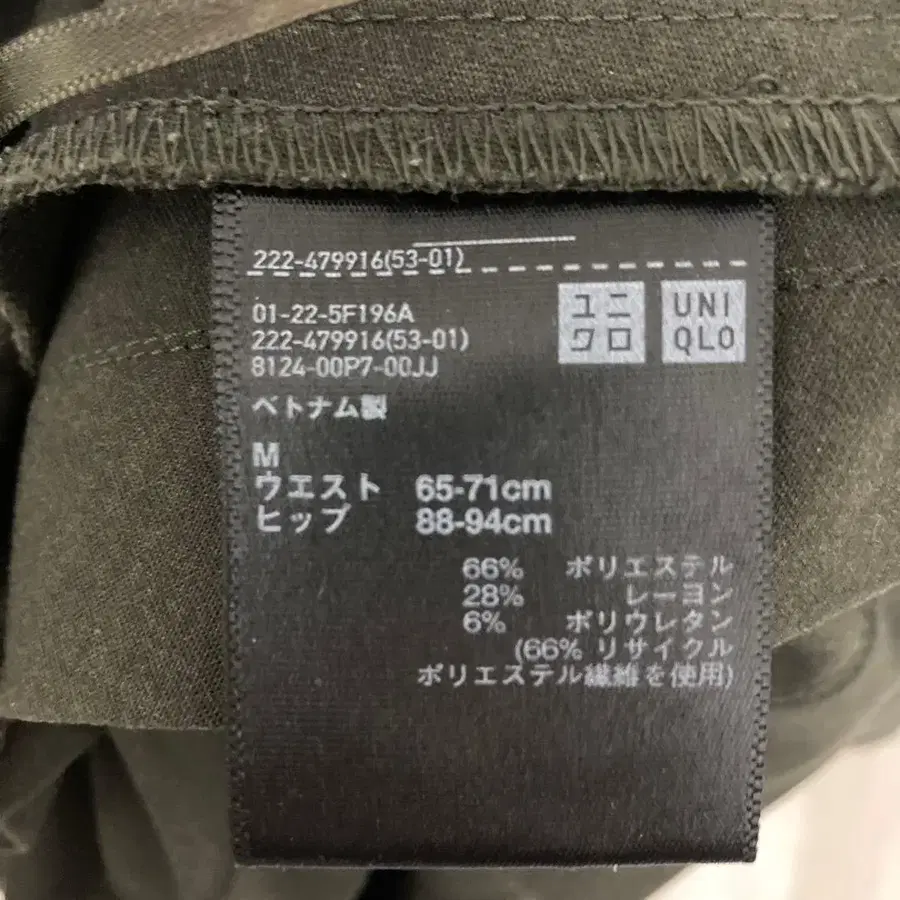 222-479916(53-01)
ユニ
クロ
UNI
QLO
01-22-5F196A
222-479916(53-01)
8124-00P7-00JJ
ベトナム製
M
ウエスト 65-71cm
ヒップ 88-94cm
66% ポリエステル
28% レーヨン
6% ポリウレタン
(66% リサイクル
ポリエステル繊維を使用)